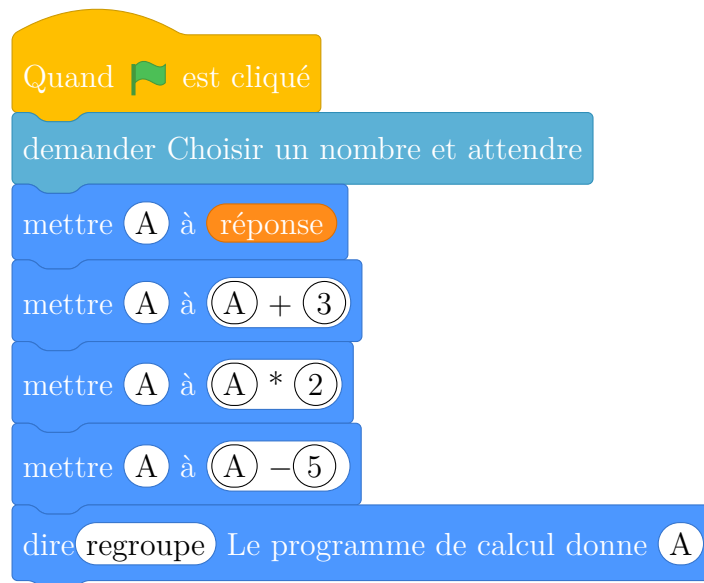 Quand est cliqué
demander Choisir un nombre et attendre
mettre A à réponse
mettre A à A + 3
mettre A à A * 2
mettre A à A − 5
dire regroupe Le programme de calcul donne A